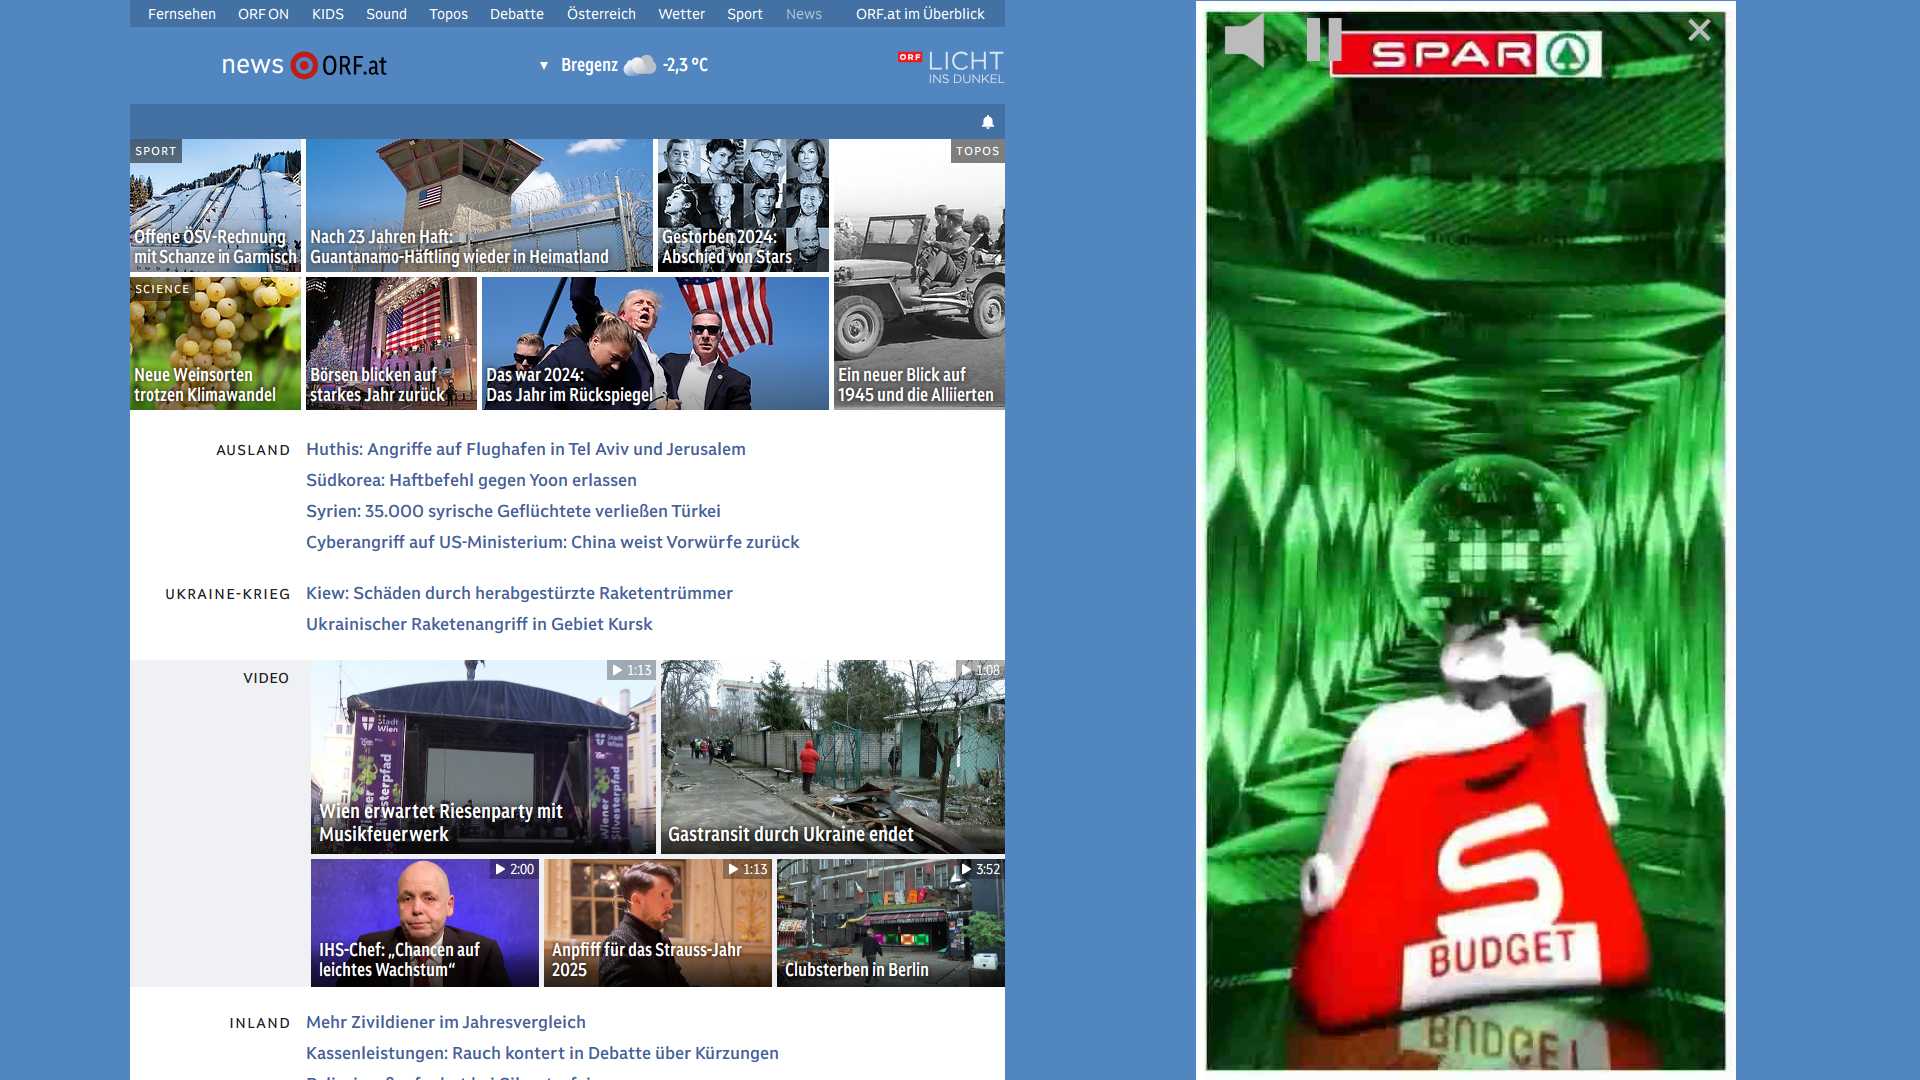 Fernsehen ORF ON KIDS Sound Topos Debatte Österreich Wetter Sport News ORF.at im Überblick
news ORF.at
▼ Bregenz -2,3 °C
ORF LICHT
INS DUNKEL
SPORT
Offene ÖSV-Rechnung
mit Schanze in Garmisch
Nach 23 Jahren Haft:
Guantanamo-Häftling wieder in Heimatland
Gestorben 2024:
Abschied von Stars
TOPOS
Ein neuer Blick auf
1945 und die Alliierten
SCIENCE
Neue Weinsorten
trotzen Klimawandel
Börsen blicken auf
starkes Jahr zurück
Das war 2024:
Das Jahr im Rückspiegel
AUSLAND
Huthis: Angriffe auf Flughafen in Tel Aviv und Jerusalem
Südkorea: Haftbefehl gegen Yoon erlassen
Syrien: 35.000 syrische Geflüchtete verließen Türkei
Cyberangriff auf US-Ministerium: China weist Vorwürfe zurück
UKRAINE-KRIEG
Kiew: Schäden durch herabgestürzte Raketentrümmer
Ukrainischer Raketenangriff in Gebiet Kursk
VIDEO
1:13
Stadt
Wien
Stadt
Wien
Wiener
Silvesterpfad
Wien erwartet Riesenparty mit
Musikfeuerwerk
1:08
Gastransit durch Ukraine endet
2:00
IHS-Chef: „Chancen auf
leichtes Wachstum“
1:13
Anpfiff für das Strauss-Jahr
2025
3:52
Clubsterben in Berlin
INLAND
Mehr Zivildiener im Jahresvergleich
Kassenleistungen: Rauch kontert in Debatte über Kürzungen
SPAR
S
BUDGET